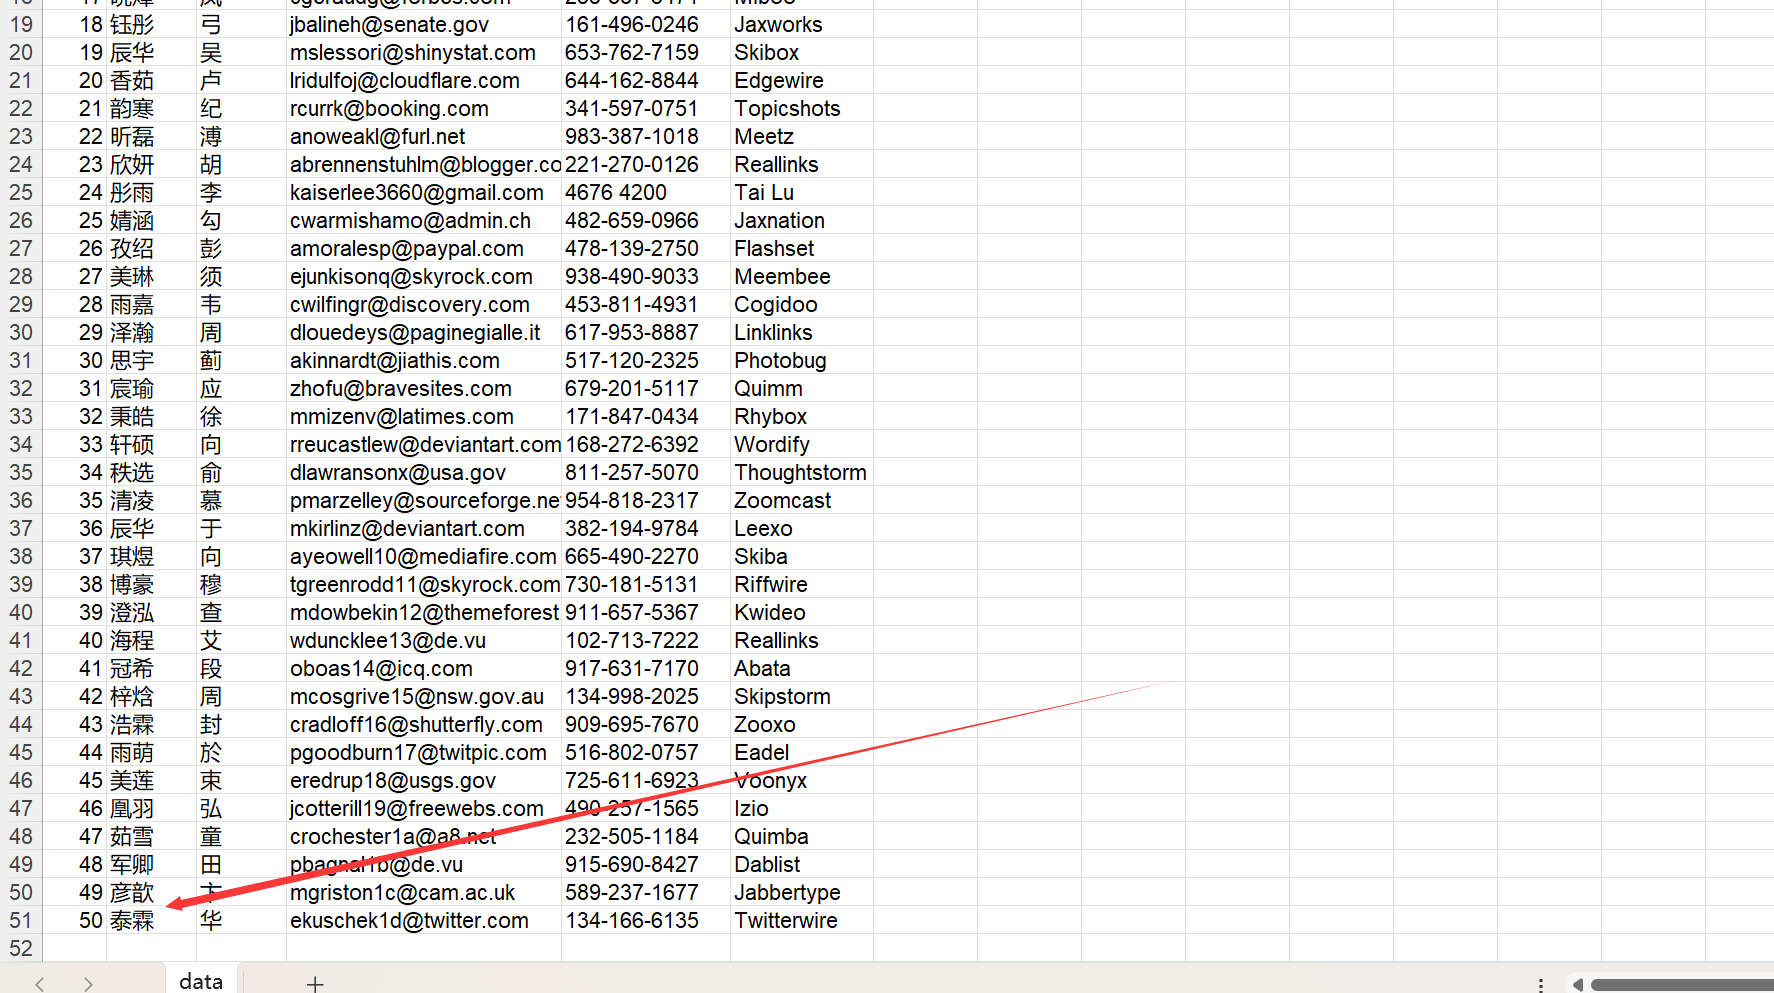 18 17 晓烽 凤 cgeraudg@forbes.com Miboo
19 18 钰彤 弓 jbalineh@senate.gov 161-496-0246 Jaxworks
20 19 辰华 吴 mslessori@shinystat.com 653-762-7159 Skibox
21 20 香茹 卢 lridulfoj@cloudflare.com 644-162-8844 Edgewire
22 21 韵寒 纪 rcurrk@booking.com 341-597-0751 Topicshots
23 22 昕磊 溥 anoweakl@furl.net 983-387-1018 Meetz
24 23 欣妍 胡 abrennenstuhlm@blogger.co 221-270-0126 Reallinks
25 24 彤雨 李 kaiserlee3660@gmail.com 4676 4200 Tai Lu
26 25 婧涵 勾 cwarmishamo@admin.ch 482-659-0966 Jaxnation
27 26 孜绍 彭 amoralesp@paypal.com 478-139-2750 Flashset
28 27 美琳 须 ejunkisonq@skyrock.com 938-490-9033 Meembee
29 28 雨嘉 韦 cwilfingr@discovery.com 453-811-4931 Cogidoo
30 29 泽瀚 周 dlouedeys@paginegialle.it 617-953-8887 Linklinks
31 30 思宇 蓟 akinnardt@jiathis.com 517-120-2325 Photobug
32 31 宸瑜 应 zhofu@bravesites.com 679-201-5117 Quimm
33 32 秉皓 徐 mmizenv@latimes.com 171-847-0434 Rhybox
34 33 轩硕 向 rreucastlew@deviantart.com 168-272-6392 Wordify
35 34 秩选 俞 dlawransonx@usa.gov 811-257-5070 Thoughtstorm
36 35 清凌 慕 pmarzelley@sourceforge.ne 954-818-2317 Zoomcast
37 36 辰华 于 mkirlinz@deviantart.com 382-194-9784 Leexo
38 37 琪煜 向 ayeowell10@mediafire.com 665-490-2270 Skiba
39 38 博豪 穆 tgreenrodd11@skyrock.com 730-181-5131 Riffwire
40 39 澄泓 查 mdowbekin12@themeforest 911-657-5367 Kwideo
41 40 海程 艾 wduncklee13@de.vu 102-713-7222 Reallinks
42 41 冠希 段 oboas14@icq.com 917-631-7170 Abata
43 42 梓焓 周 mcosgrive15@nsw.gov.au 134-998-2025 Skipstorm
44 43 浩霖 封 cradloff16@shutterfly.com 909-695-7670 Zooxo
45 44 雨萌 於 pgoodburn17@twitpic.com 516-802-0757 Eadel
46 45 美莲 束 eredrup18@usgs.gov 725-611-6923 Voonyx
47 46 凰羽 弘 jcotterill19@freewebs.com 490-257-1565 Izio
48 47 茹雪 童 crochester1a@a8.net 232-505-1184 Quimba
49 48 军卿 田 pbagnal1b@de.vu 915-690-8427 Dablist
50 49 彦歆 卞 mgriston1c@cam.ac.uk 589-237-1677 Jabbertype
51 50 泰霖 华 ekuschek1d@twitter.com 134-166-6135 Twitterwire
52
data